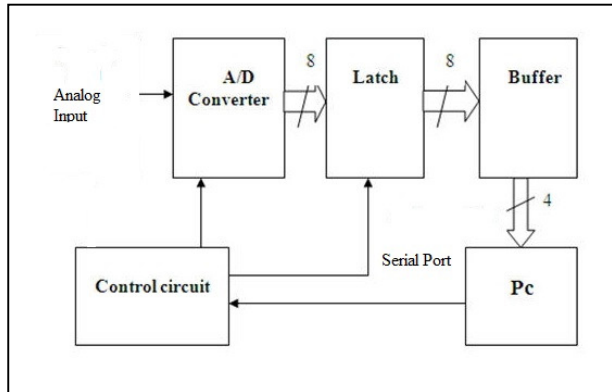 8
8
A/D
Converter
Latch
Buffer
Analog
Input
4
Serial Port
Control circuit
Pc